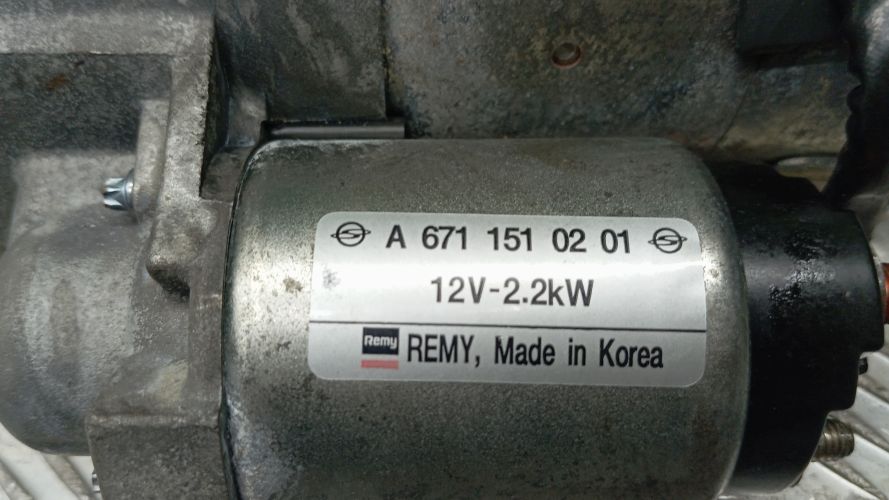 A 671 151 02 01
12V-2.2kW
Remy REMY, Made in Korea